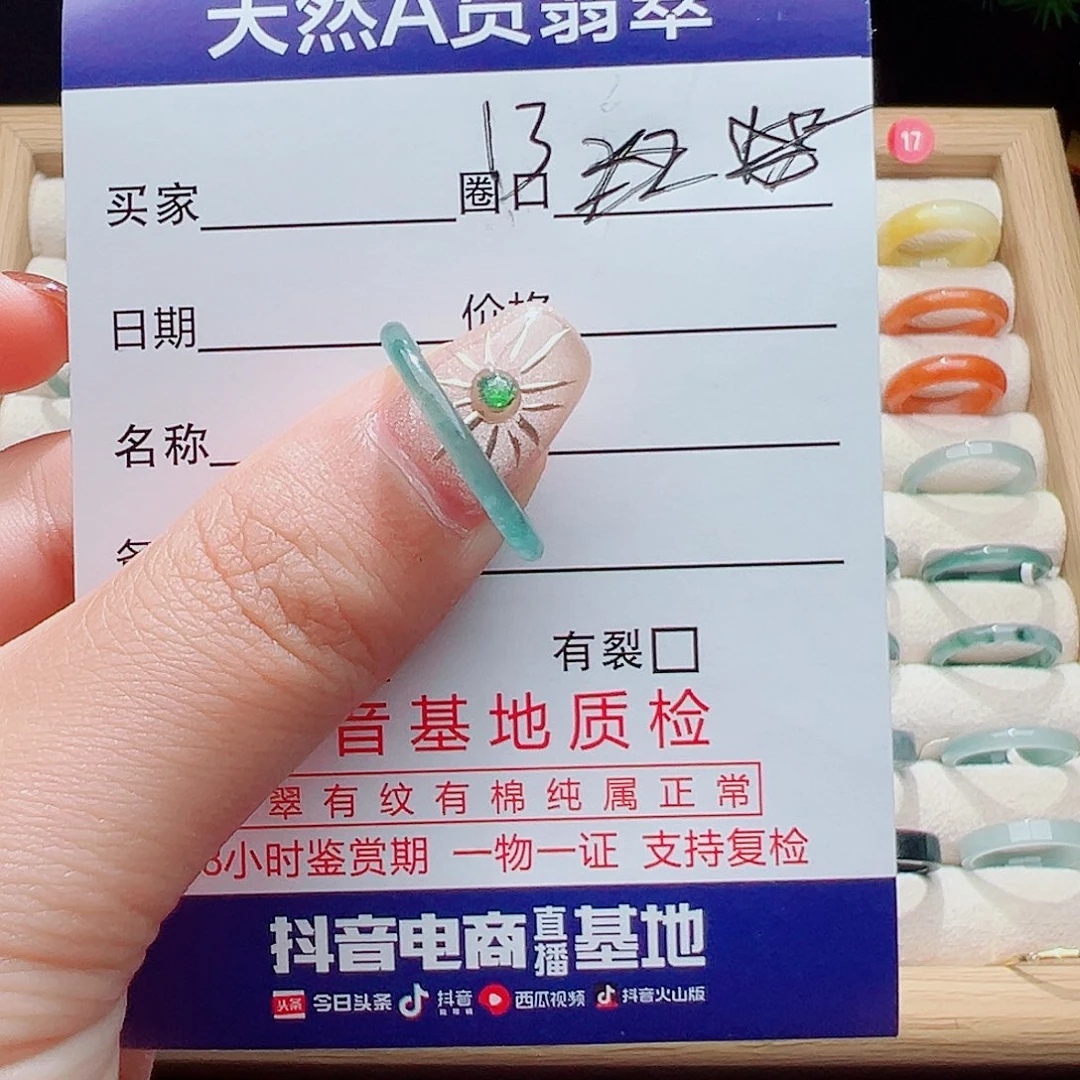 天然A货翡翠
13
17
买家 圈口
日期 价格
名称
有裂
音基地质检
翠有纹有棉纯属正常
8小时鉴赏期 一物一证 支持复检
抖音电商直播基地
头条 今日头条 抖音 西瓜视频 抖音火山版